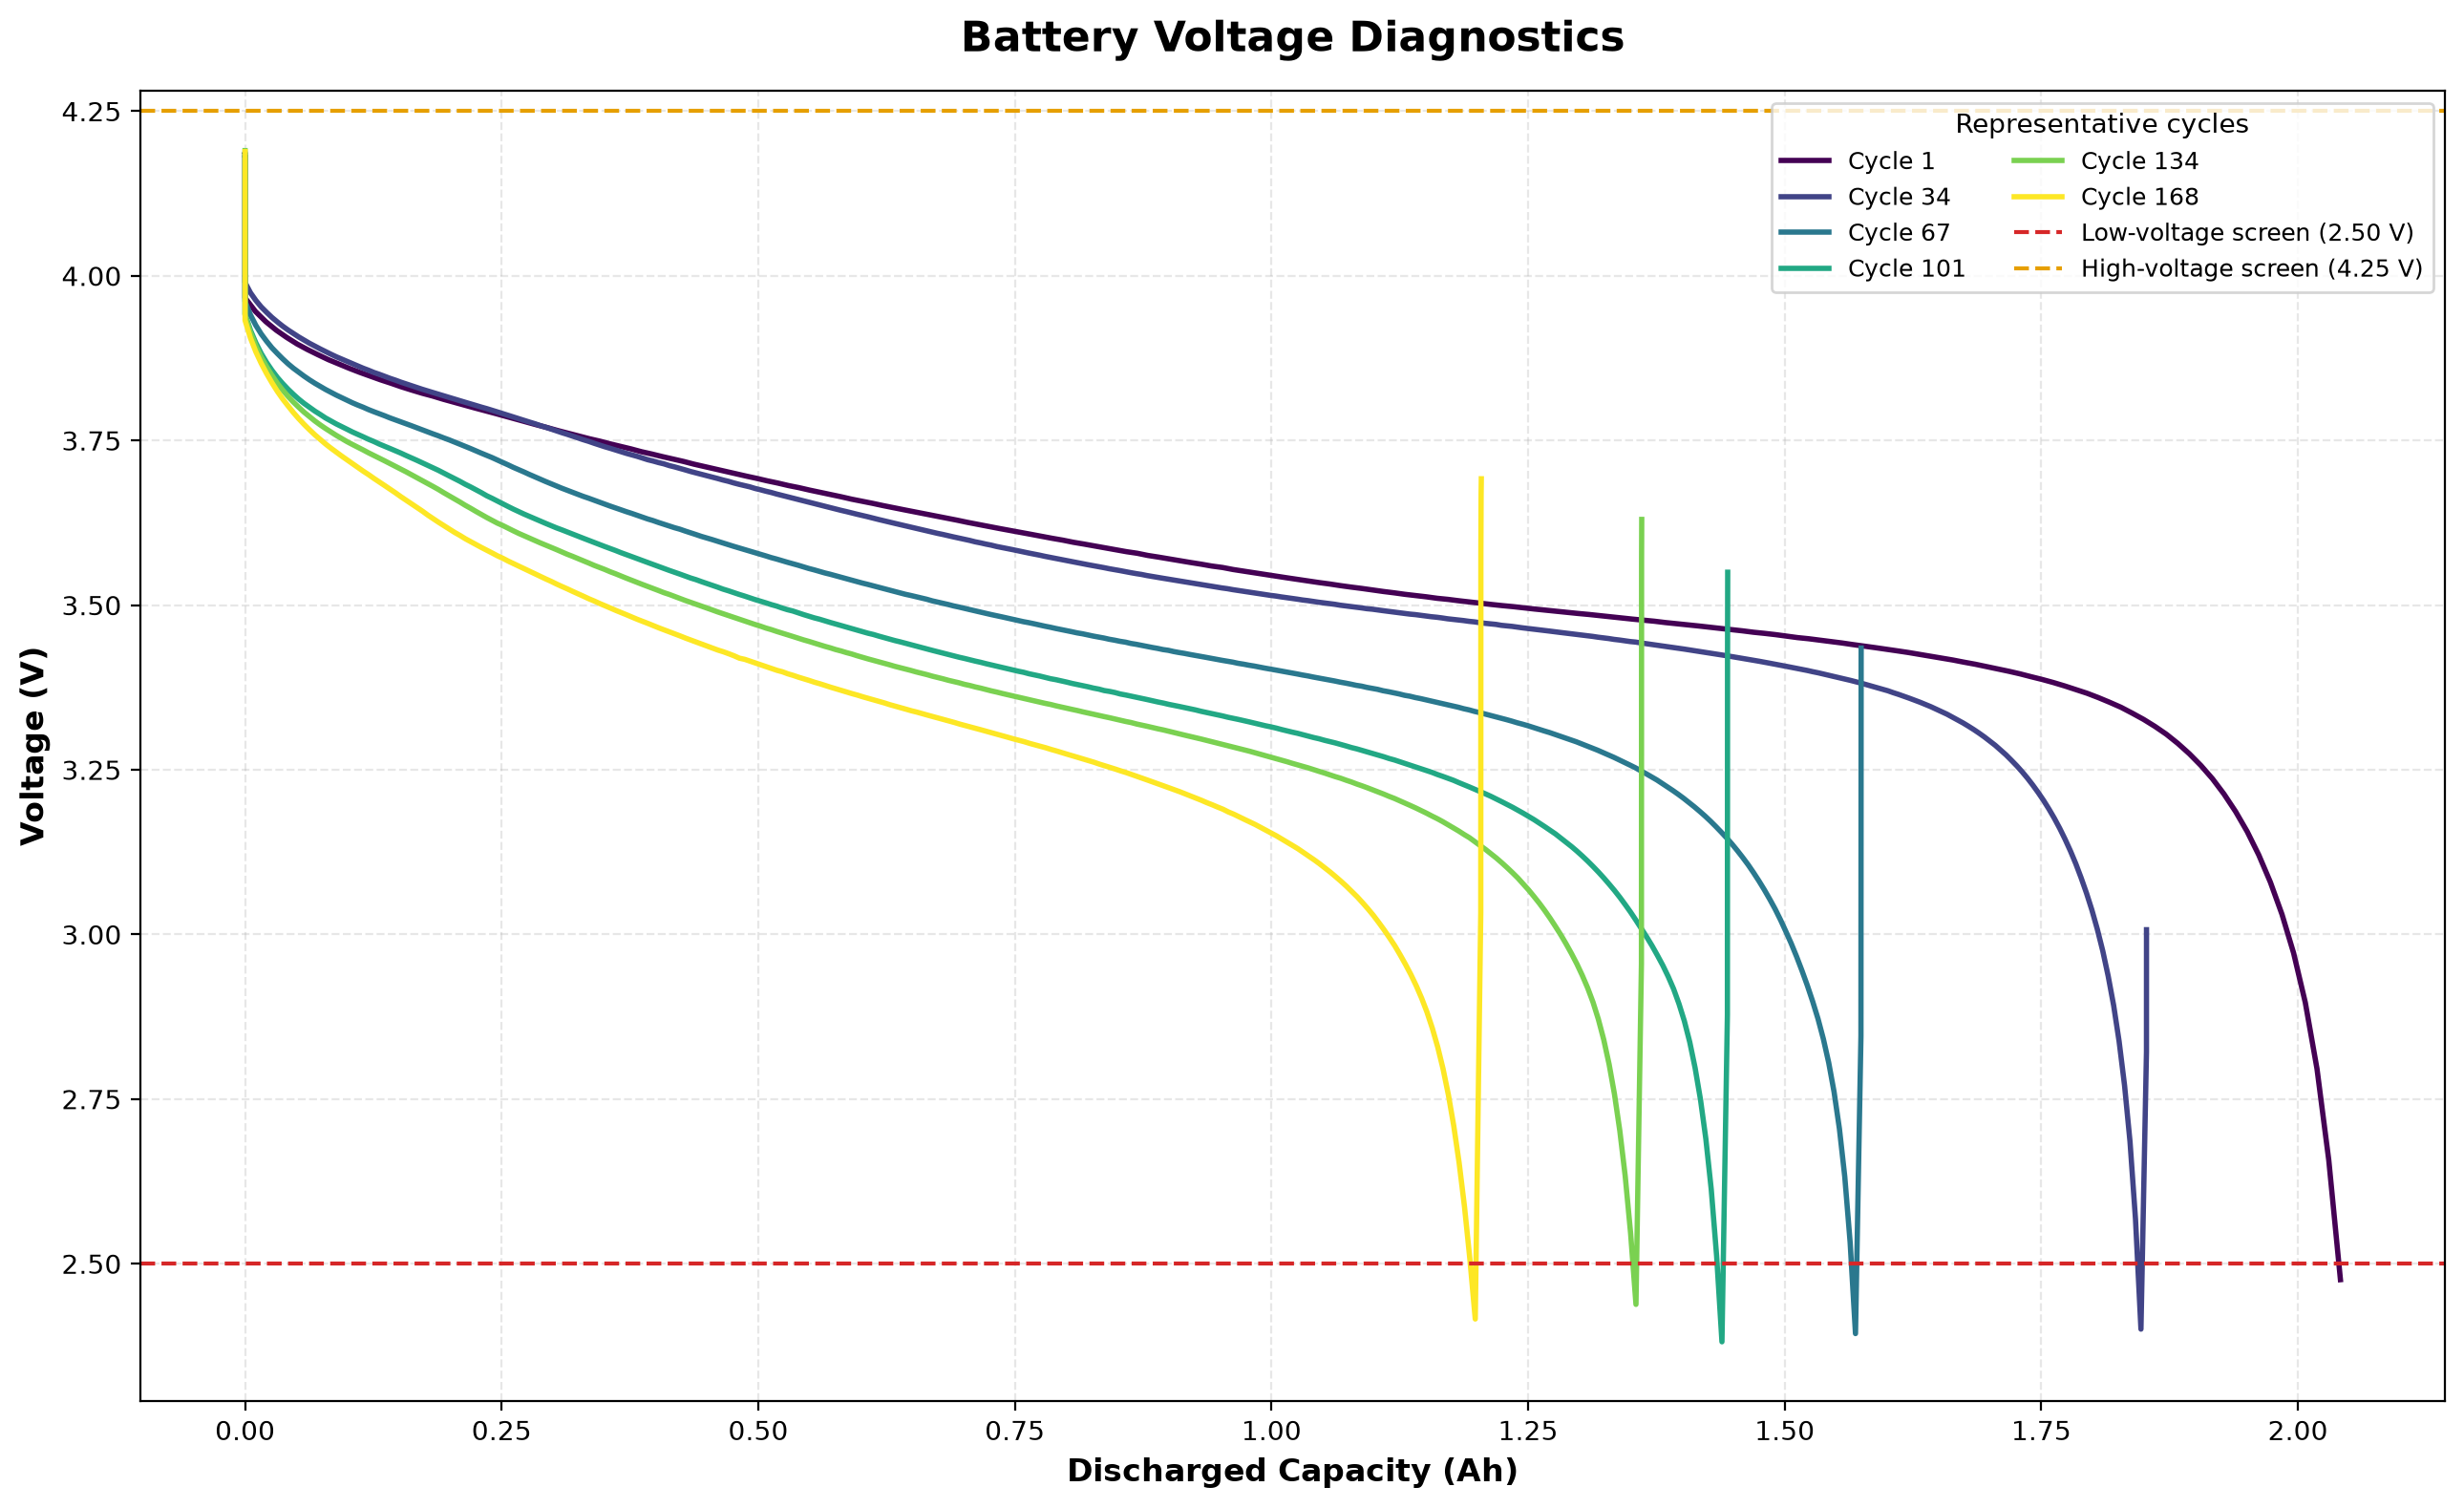 Battery Voltage Diagnostics
Voltage (V)
4.25
4.00
3.75
3.50
3.25
3.00
2.75
2.50
Representative cycles
Cycle 1
Cycle 34
Cycle 67
Cycle 101
Cycle 134
Cycle 168
Low-voltage screen (2.50 V)
High-voltage screen (4.25 V)
0.00 0.25 0.50 0.75 1.00 1.25 1.50 1.75 2.00
Discharged Capacity (Ah)